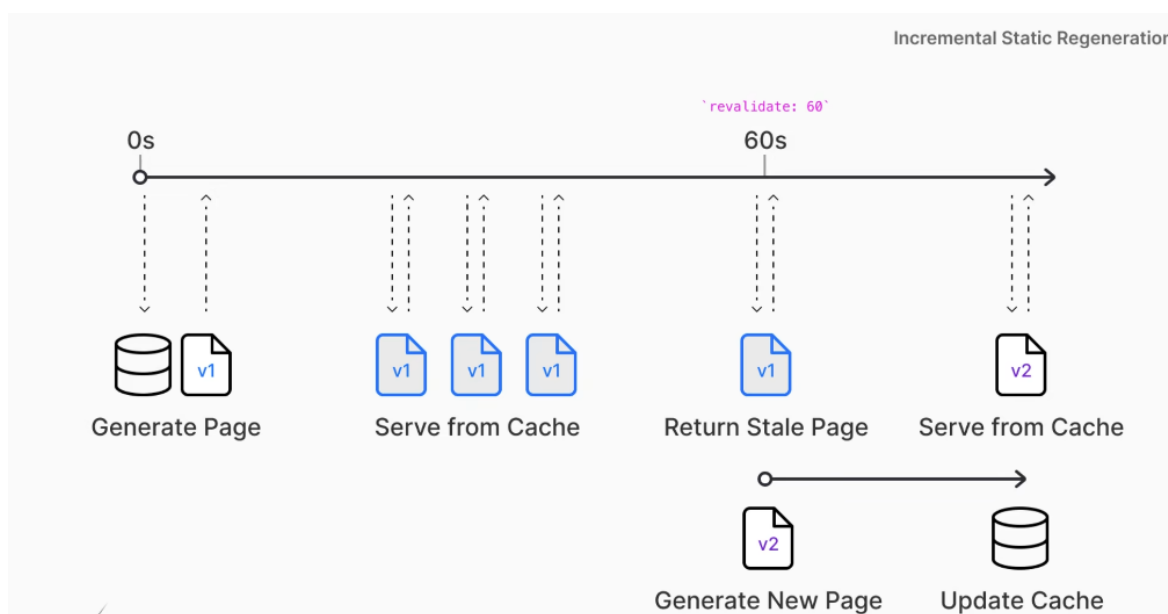 Incremental Static Regeneration
`revalidate: 60`
0s
60s
v1
v1
v1
v1
v1
v2
Generate Page
Serve from Cache
Return Stale Page
Serve from Cache
v2
Generate New Page
Update Cache